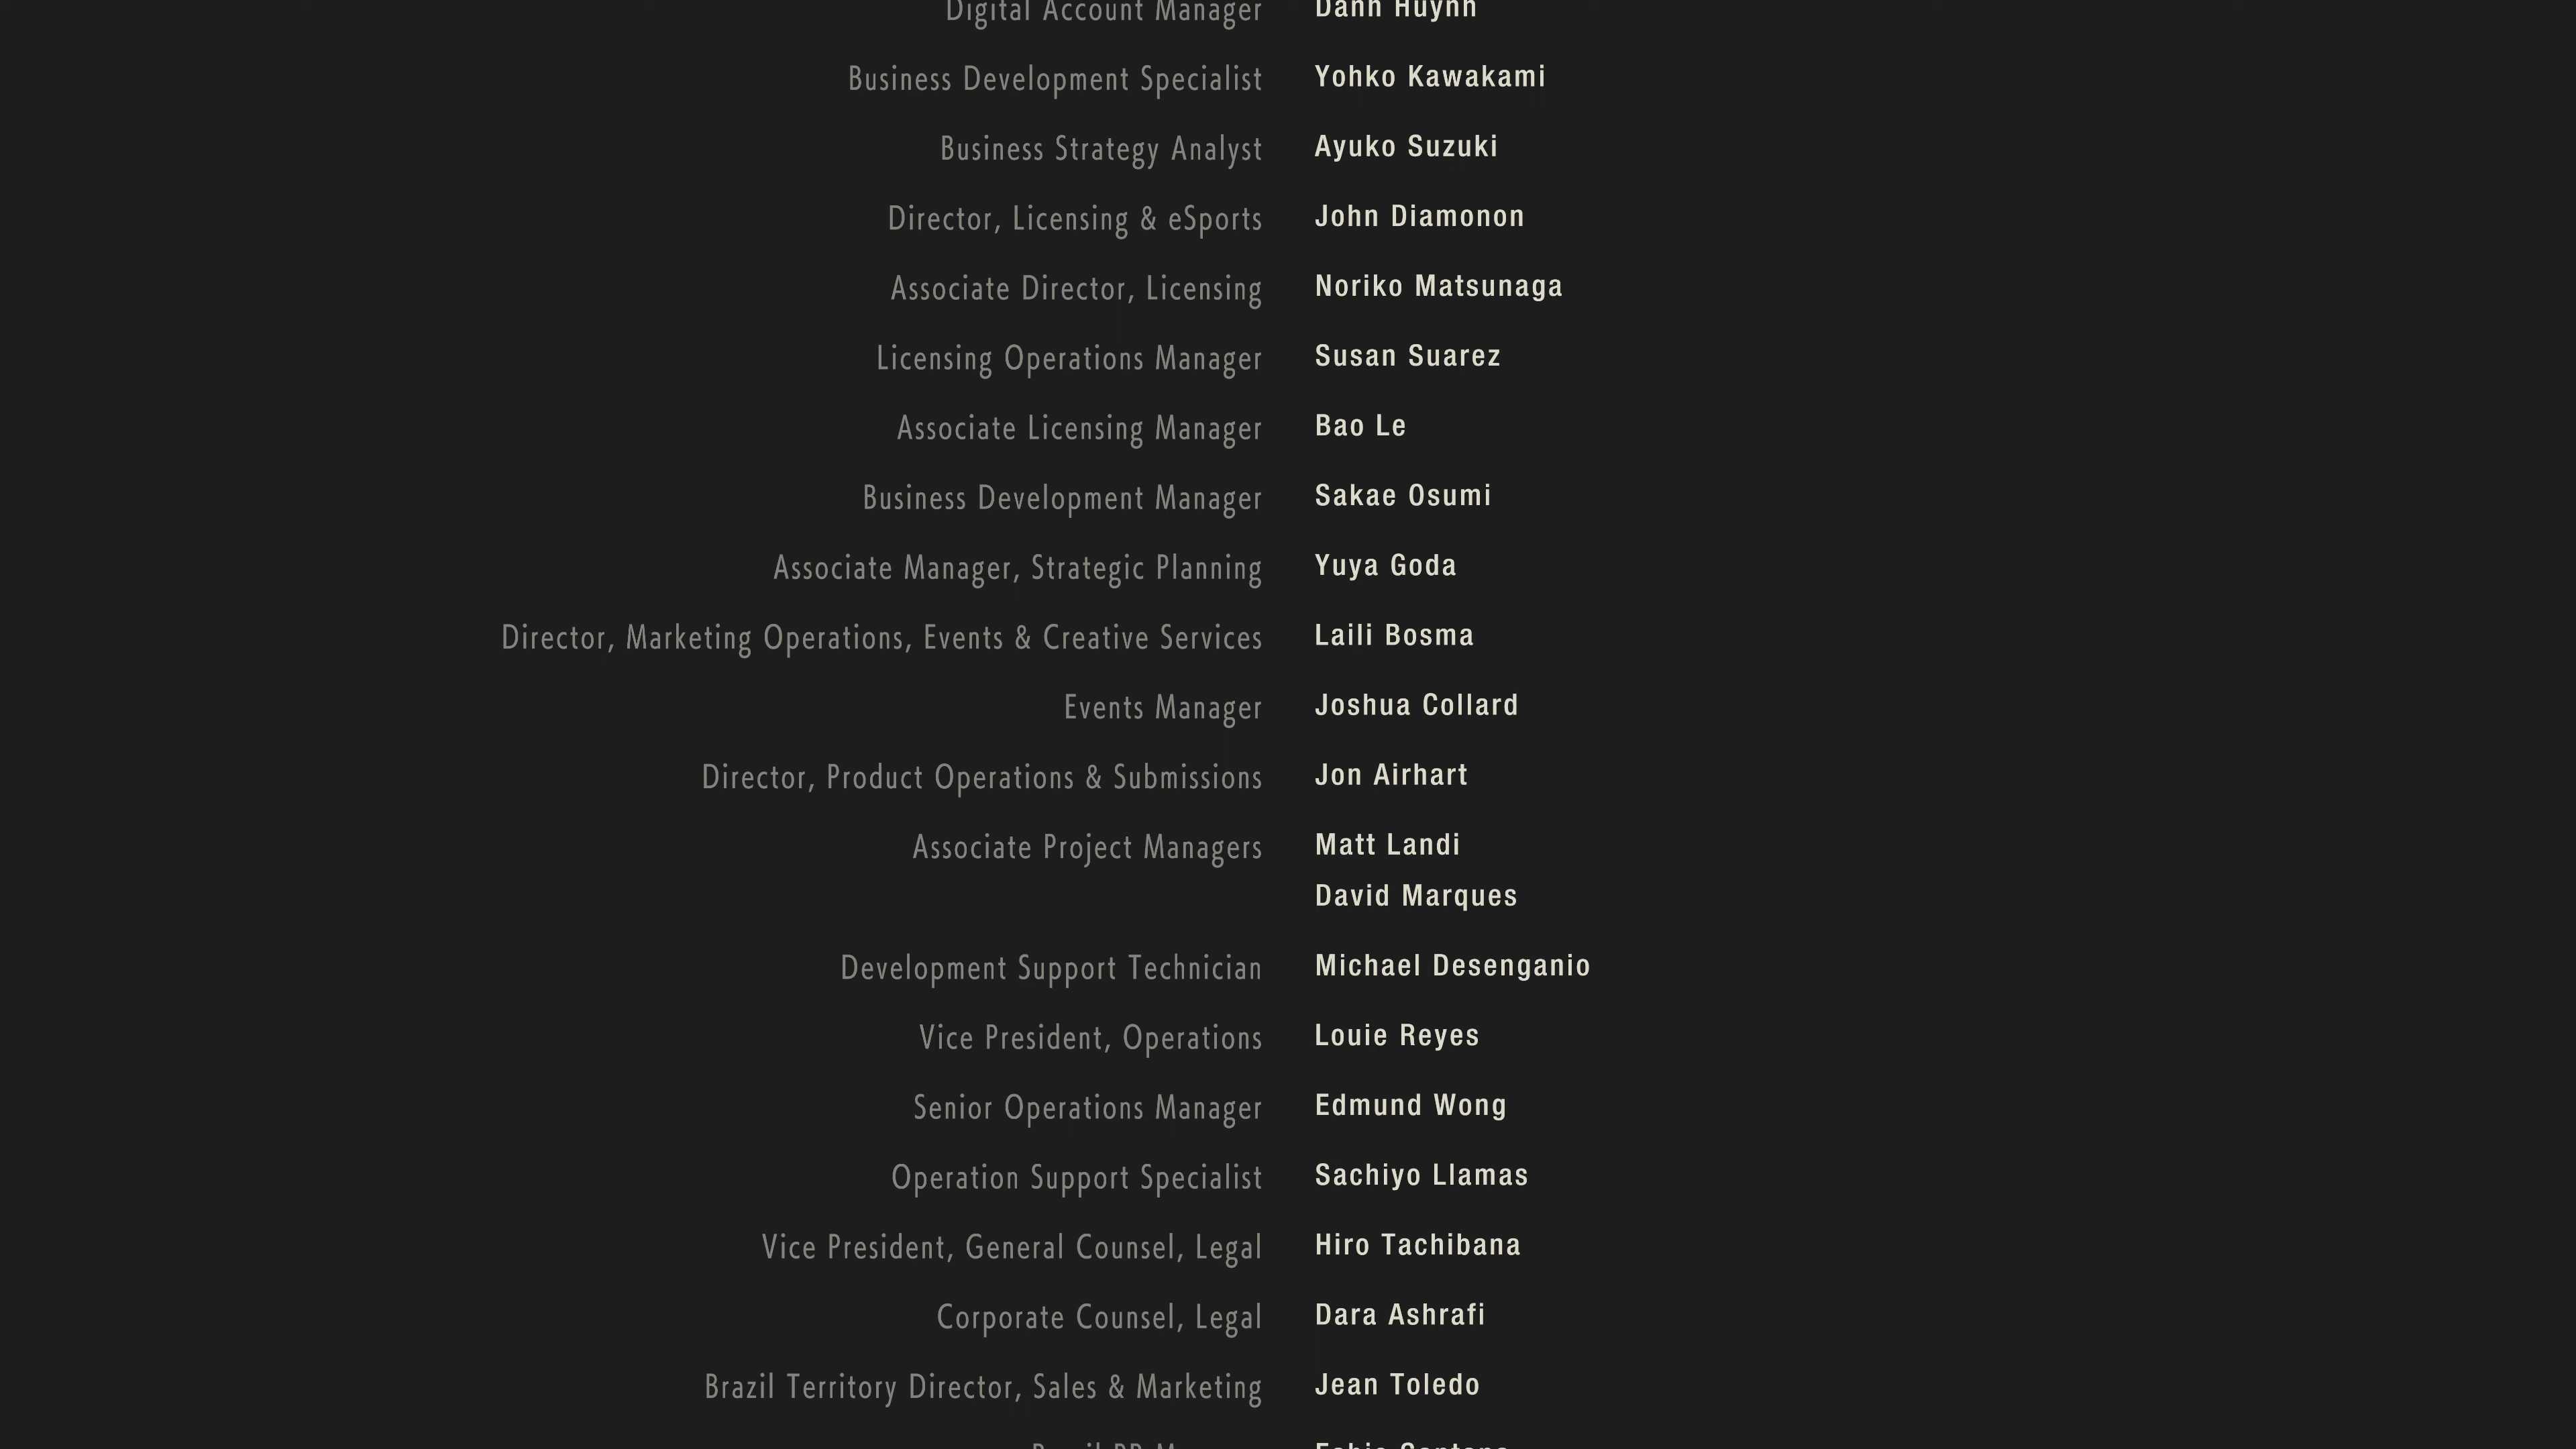 Digital Account Manager Danh Huynh
Business Development Specialist Yohko Kawakami
Business Strategy Analyst Ayuko Suzuki
Director, Licensing & eSports John Diamonon
Associate Director, Licensing Noriko Matsunaga
Licensing Operations Manager Susan Suarez
Associate Licensing Manager Bao Le
Business Development Manager Sakae Osumi
Associate Manager, Strategic Planning Yuya Goda
Director, Marketing Operations, Events & Creative Services Laili Bosma
Events Manager Joshua Collard
Director, Product Operations & Submissions Jon Airhart
Associate Project Managers Matt Landi
David Marques
Development Support Technician Michael Desenganio
Vice President, Operations Louie Reyes
Senior Operations Manager Edmund Wong
Operation Support Specialist Sachiyo Llamas
Vice President, General Counsel, Legal Hiro Tachibana
Corporate Counsel, Legal Dara Ashrafi
Brazil Territory Director, Sales & Marketing Jean Toledo